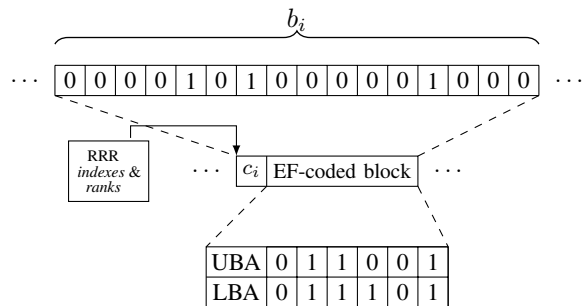 b_i
··· 0 0 0 0 1 0 1 0 0 0 0 0 1 0 0 0 ···
RRR
indexes &
ranks
··· c_i EF-coded block ···
UBA 0 1 1 0 0 1
LBA 0 1 1 1 0 1